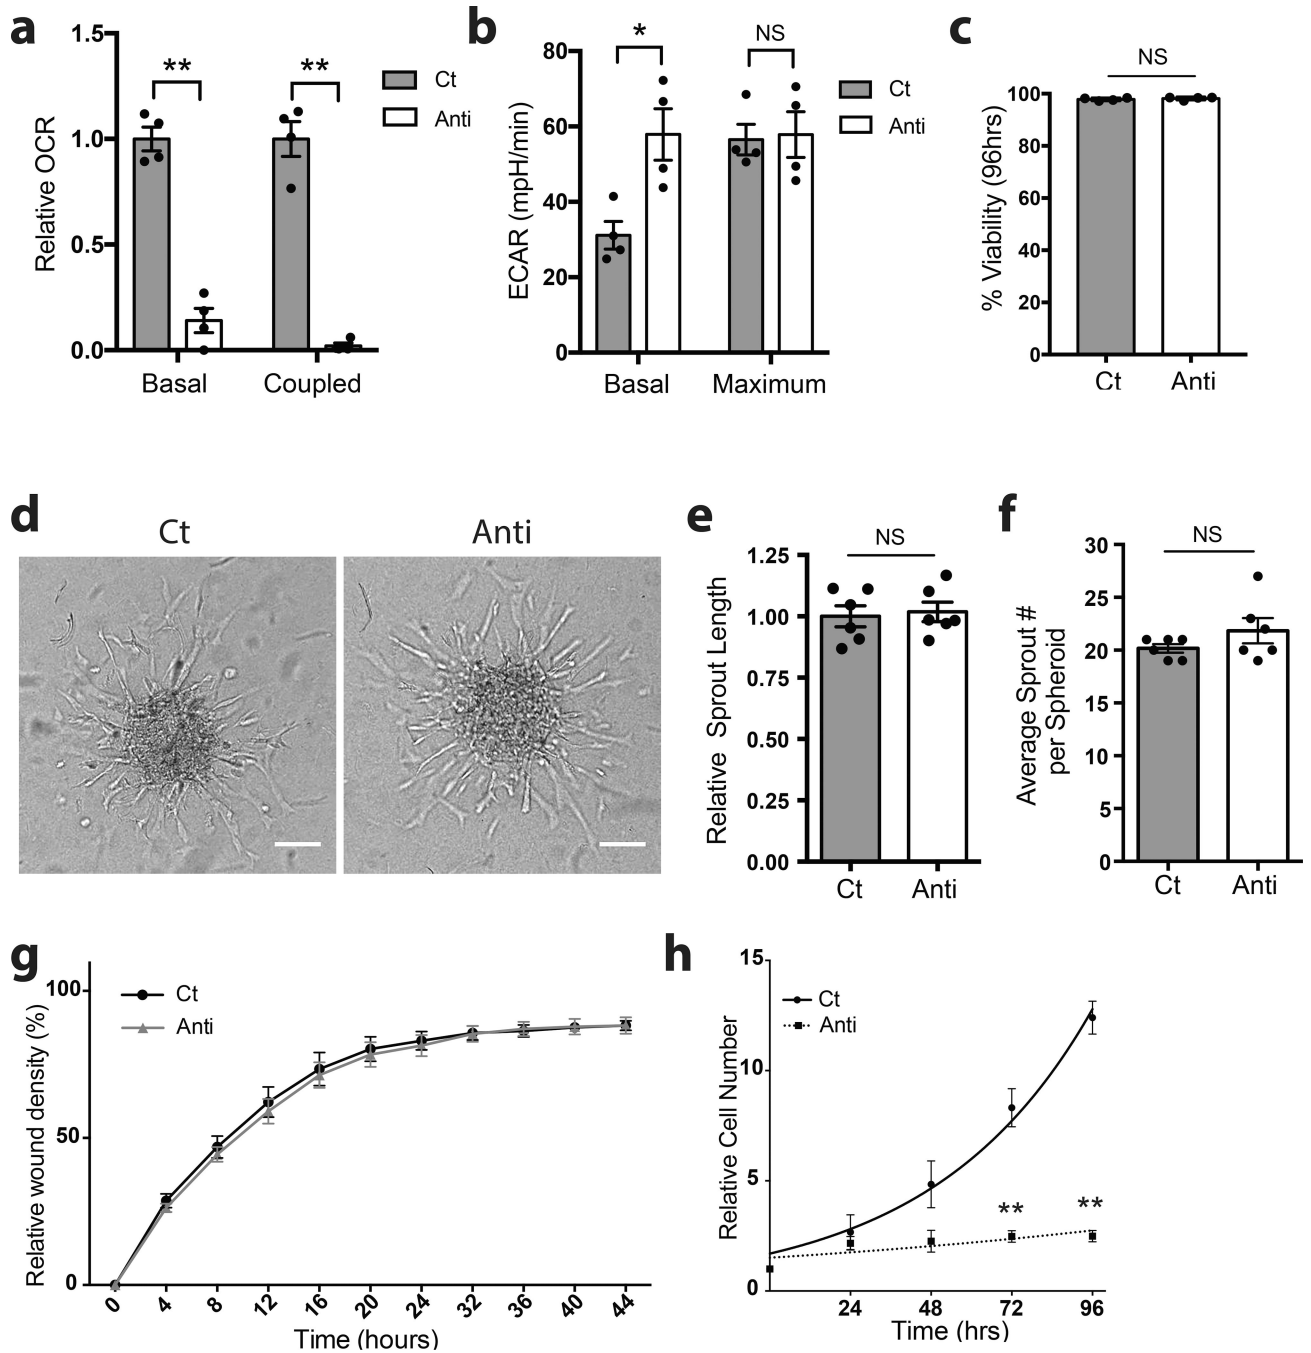 a
1.5
1.0
0.5
0.0
Relative OCR
**
**
Ct
Anti
Basal
Coupled
b
80
60
40
20
0
ECAR (mpH/min)
*
NS
Ct
Anti
Basal
Maximum
c
100
80
60
40
20
0
% Viability (96hrs)
NS
Ct
Anti
d
Ct
Anti
e
1.25
1.00
0.75
0.50
0.25
0.00
Relative Sprout Length
NS
Ct
Anti
f
30
25
20
15
10
5
0
Average Sprout #
per Spheroid
NS
Ct
Anti
g
100
50
0
Relative wound density (%)
Ct
Anti
0 4 8 12 16 20 24 32 36 40 44
Time (hours)
h
15
10
5
0
Relative Cell Number
Ct
Anti
**
**
24 48 72 96
Time (hrs)